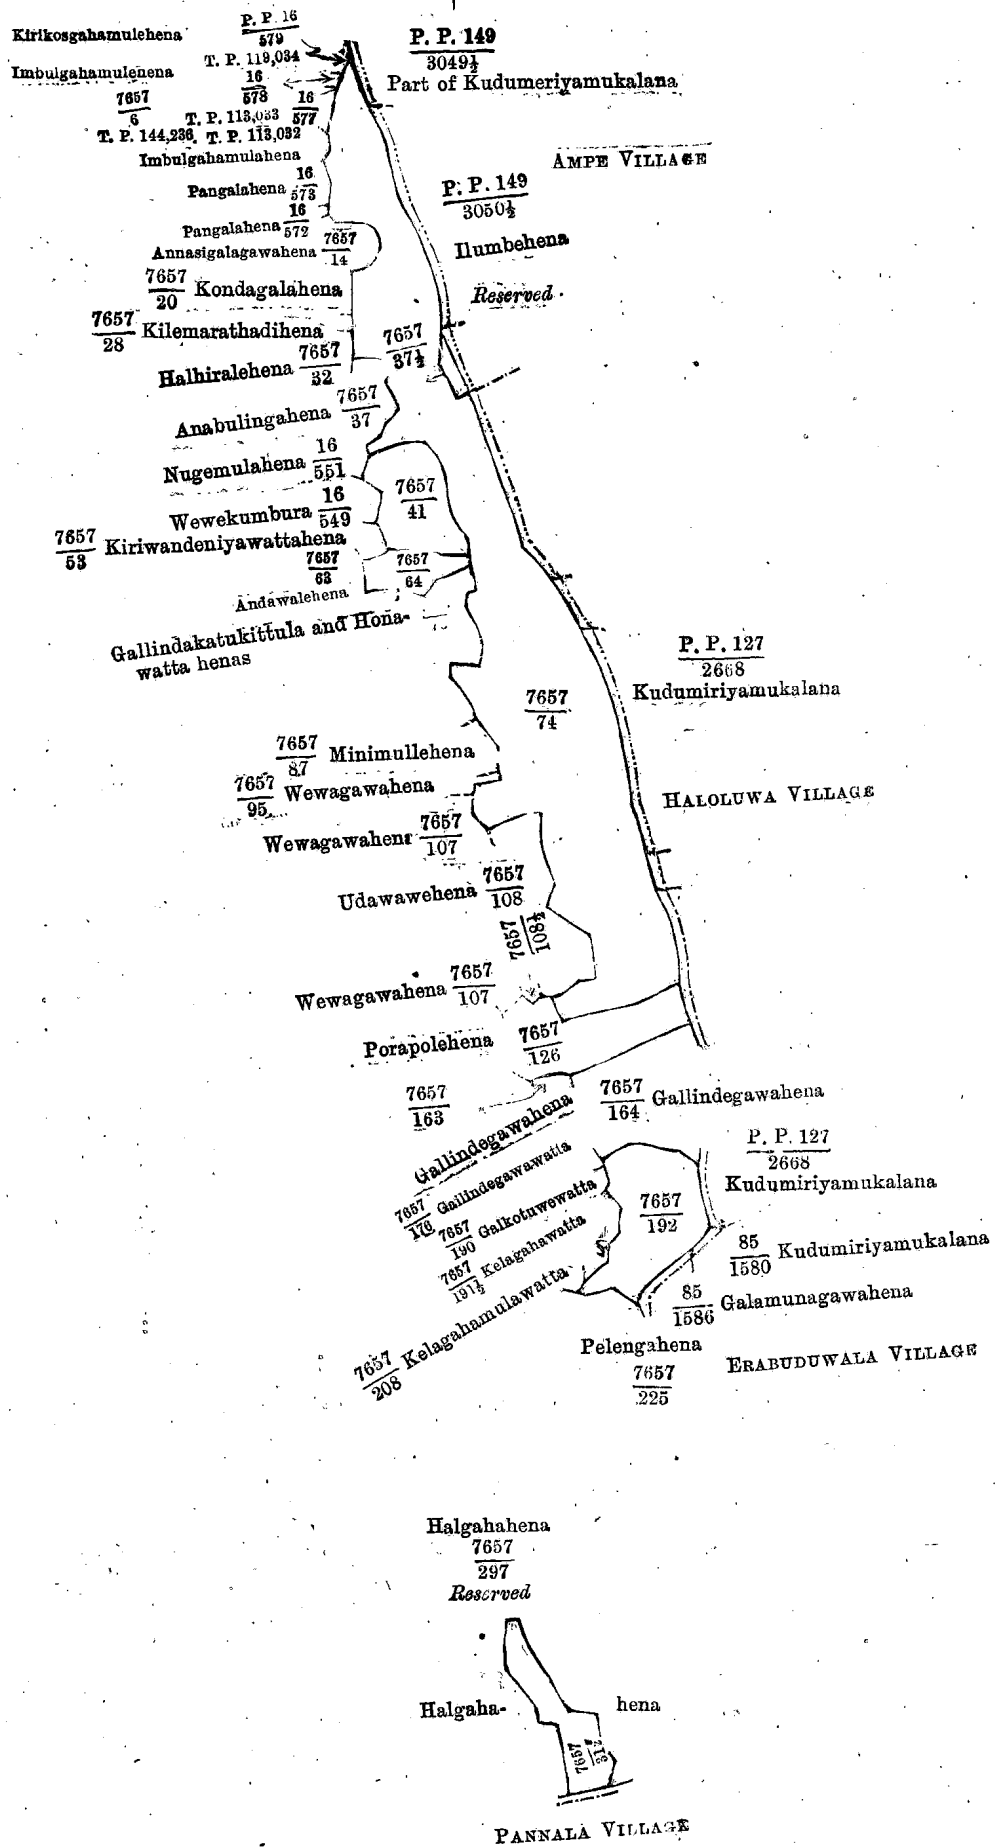 Kirikosgahamulehena
P. P. 16
579
T. P. 119,034
P. P. 149
3049½
Part of Kudumeriyamukalana
Imbulgahamulenena
16
578
7657
6
16
577
T. P. 113,033
T. P. 144,236, T. P. 113,032
Imbulgahamulahena
AMPE VILLAGE
Pangalahena 16
573
P. P. 149
3050½
Pangalahena 16
572
Annasigalagawahena 7657
14
Ilumbehena
7657
20 Kondagalahena
Reserved.
7657
28 Kilemarathadihena
7657
37½
Halhiralehena 7657
32
Anabulingahena 7657
37
Nugemulahena 16
551
7657
41
Wewekumbura 16
549
7657
53 Kiriwandeniyawattahena
7657
63
7657
64
Andawalehena
Gallindakatukittula and Hona-
watta henas
P. P. 127
2668
Kudumiriyamukalana
7657
74
7657
87 Minimullehena
7657
95 Wewagawahena
HALOLUWA VILLAGE
Wewagawahena 7657
107
Udawawehena 7657
108
7657
108½
Wewagawahena 7657
107
Porapolehena 7657
126
7657
163
Gallindegawahena
7657
164 Gallindegawahena
P. P. 127
2668
Kudumiriyamukalana
7657
176 Gallindegawawatta
7657
190 Galkotuwewatta
7657
192
7657
191½ Kelagahawatta
85
1580 Kudumiriyamukalana
85
1586 Galamunagawahena
7657
208 Kelagahamulawatta
Pelengahena
7657
225
ERABUDUWALA VILLAGE
Halgahahena
7657
297
Reserved
Halgaha- hena
7657
PANNALA VILLAGE